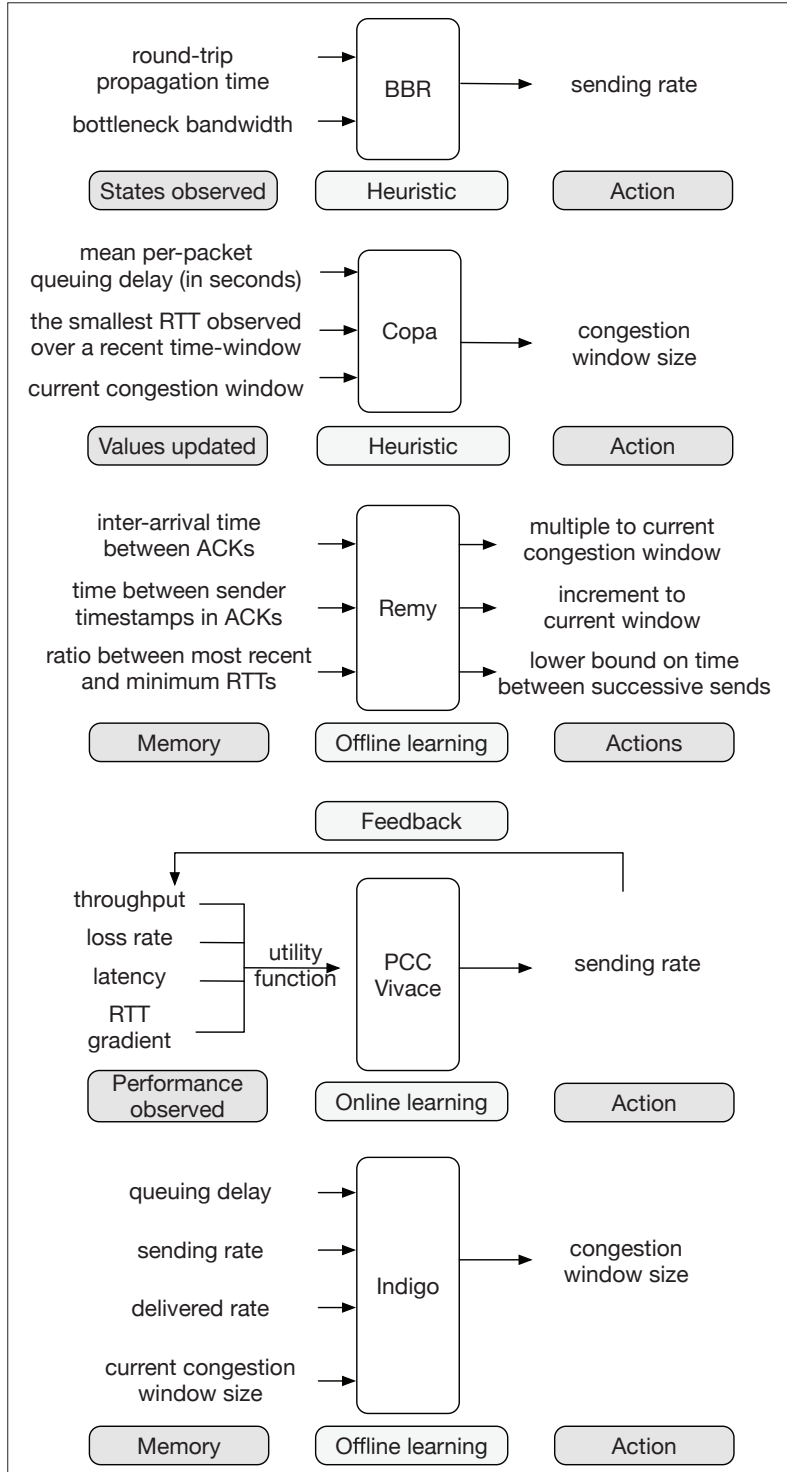 round-trip
propagation time
bottleneck bandwidth
BBR
sending rate
States observed
Heuristic
Action
mean per-packet
queuing delay (in seconds)
the smallest RTT observed
over a recent time-window
current congestion window
Copa
congestion
window size
Values updated
Heuristic
Action
inter-arrival time
between ACKs
time between sender
timestamps in ACKs
ratio between most recent
and minimum RTTs
Remy
multiple to current
congestion window
increment to
current window
lower bound on time
between successive sends
Memory
Offline learning
Actions
Feedback
throughput
loss rate
latency
RTT
gradient
utility
function
PCC
Vivace
sending rate
Performance
observed
Online learning
Action
queuing delay
sending rate
delivered rate
current congestion
window size
Indigo
congestion
window size
Memory
Offline learning
Action